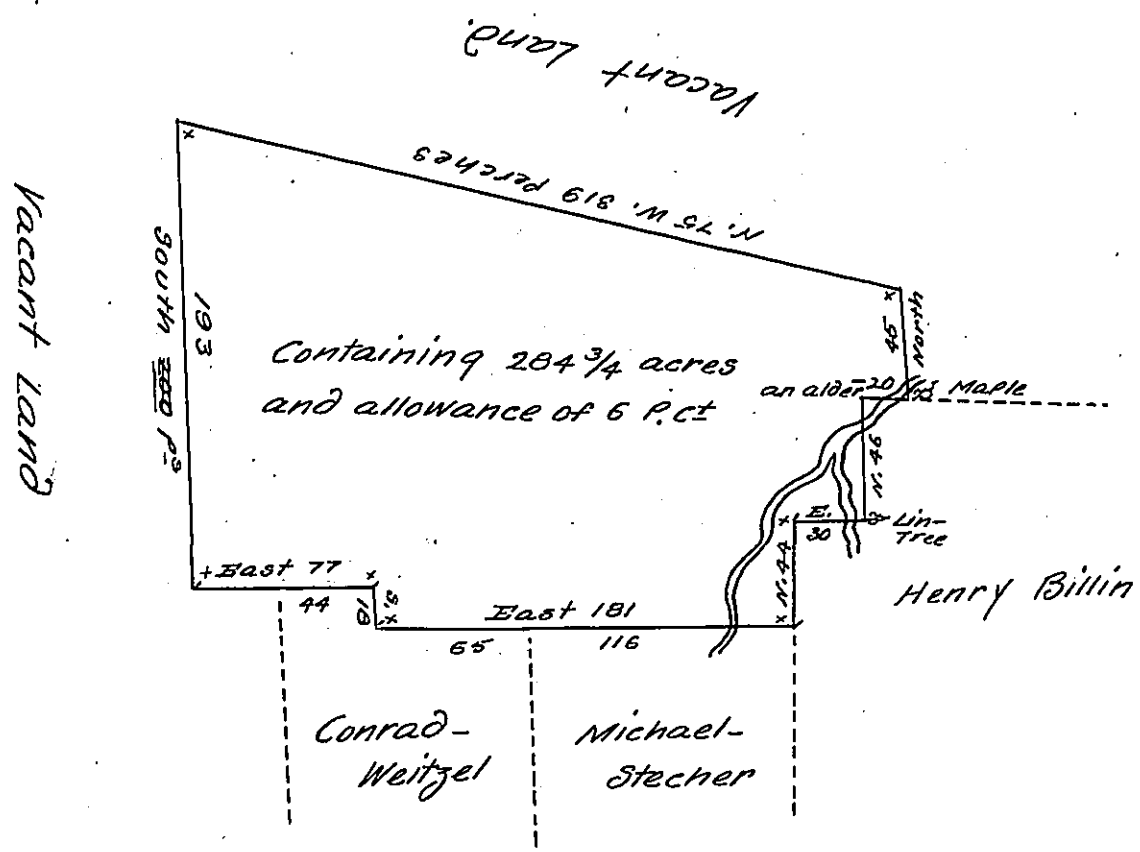 Vacant Land.
N. 75 W. 319 Perches
Vacant Land
South 200 Ps
193
Containing 284 3/4 acres
and allowance of 6 P.ct
North
45
an alder
20
Maple
N. 46
E.
30
Lin-
Tree
N. 44
Henry Billin
East 77
44
S.
18
East 181
65
116
Conrad-
Weitzel
Michael-
Stecher